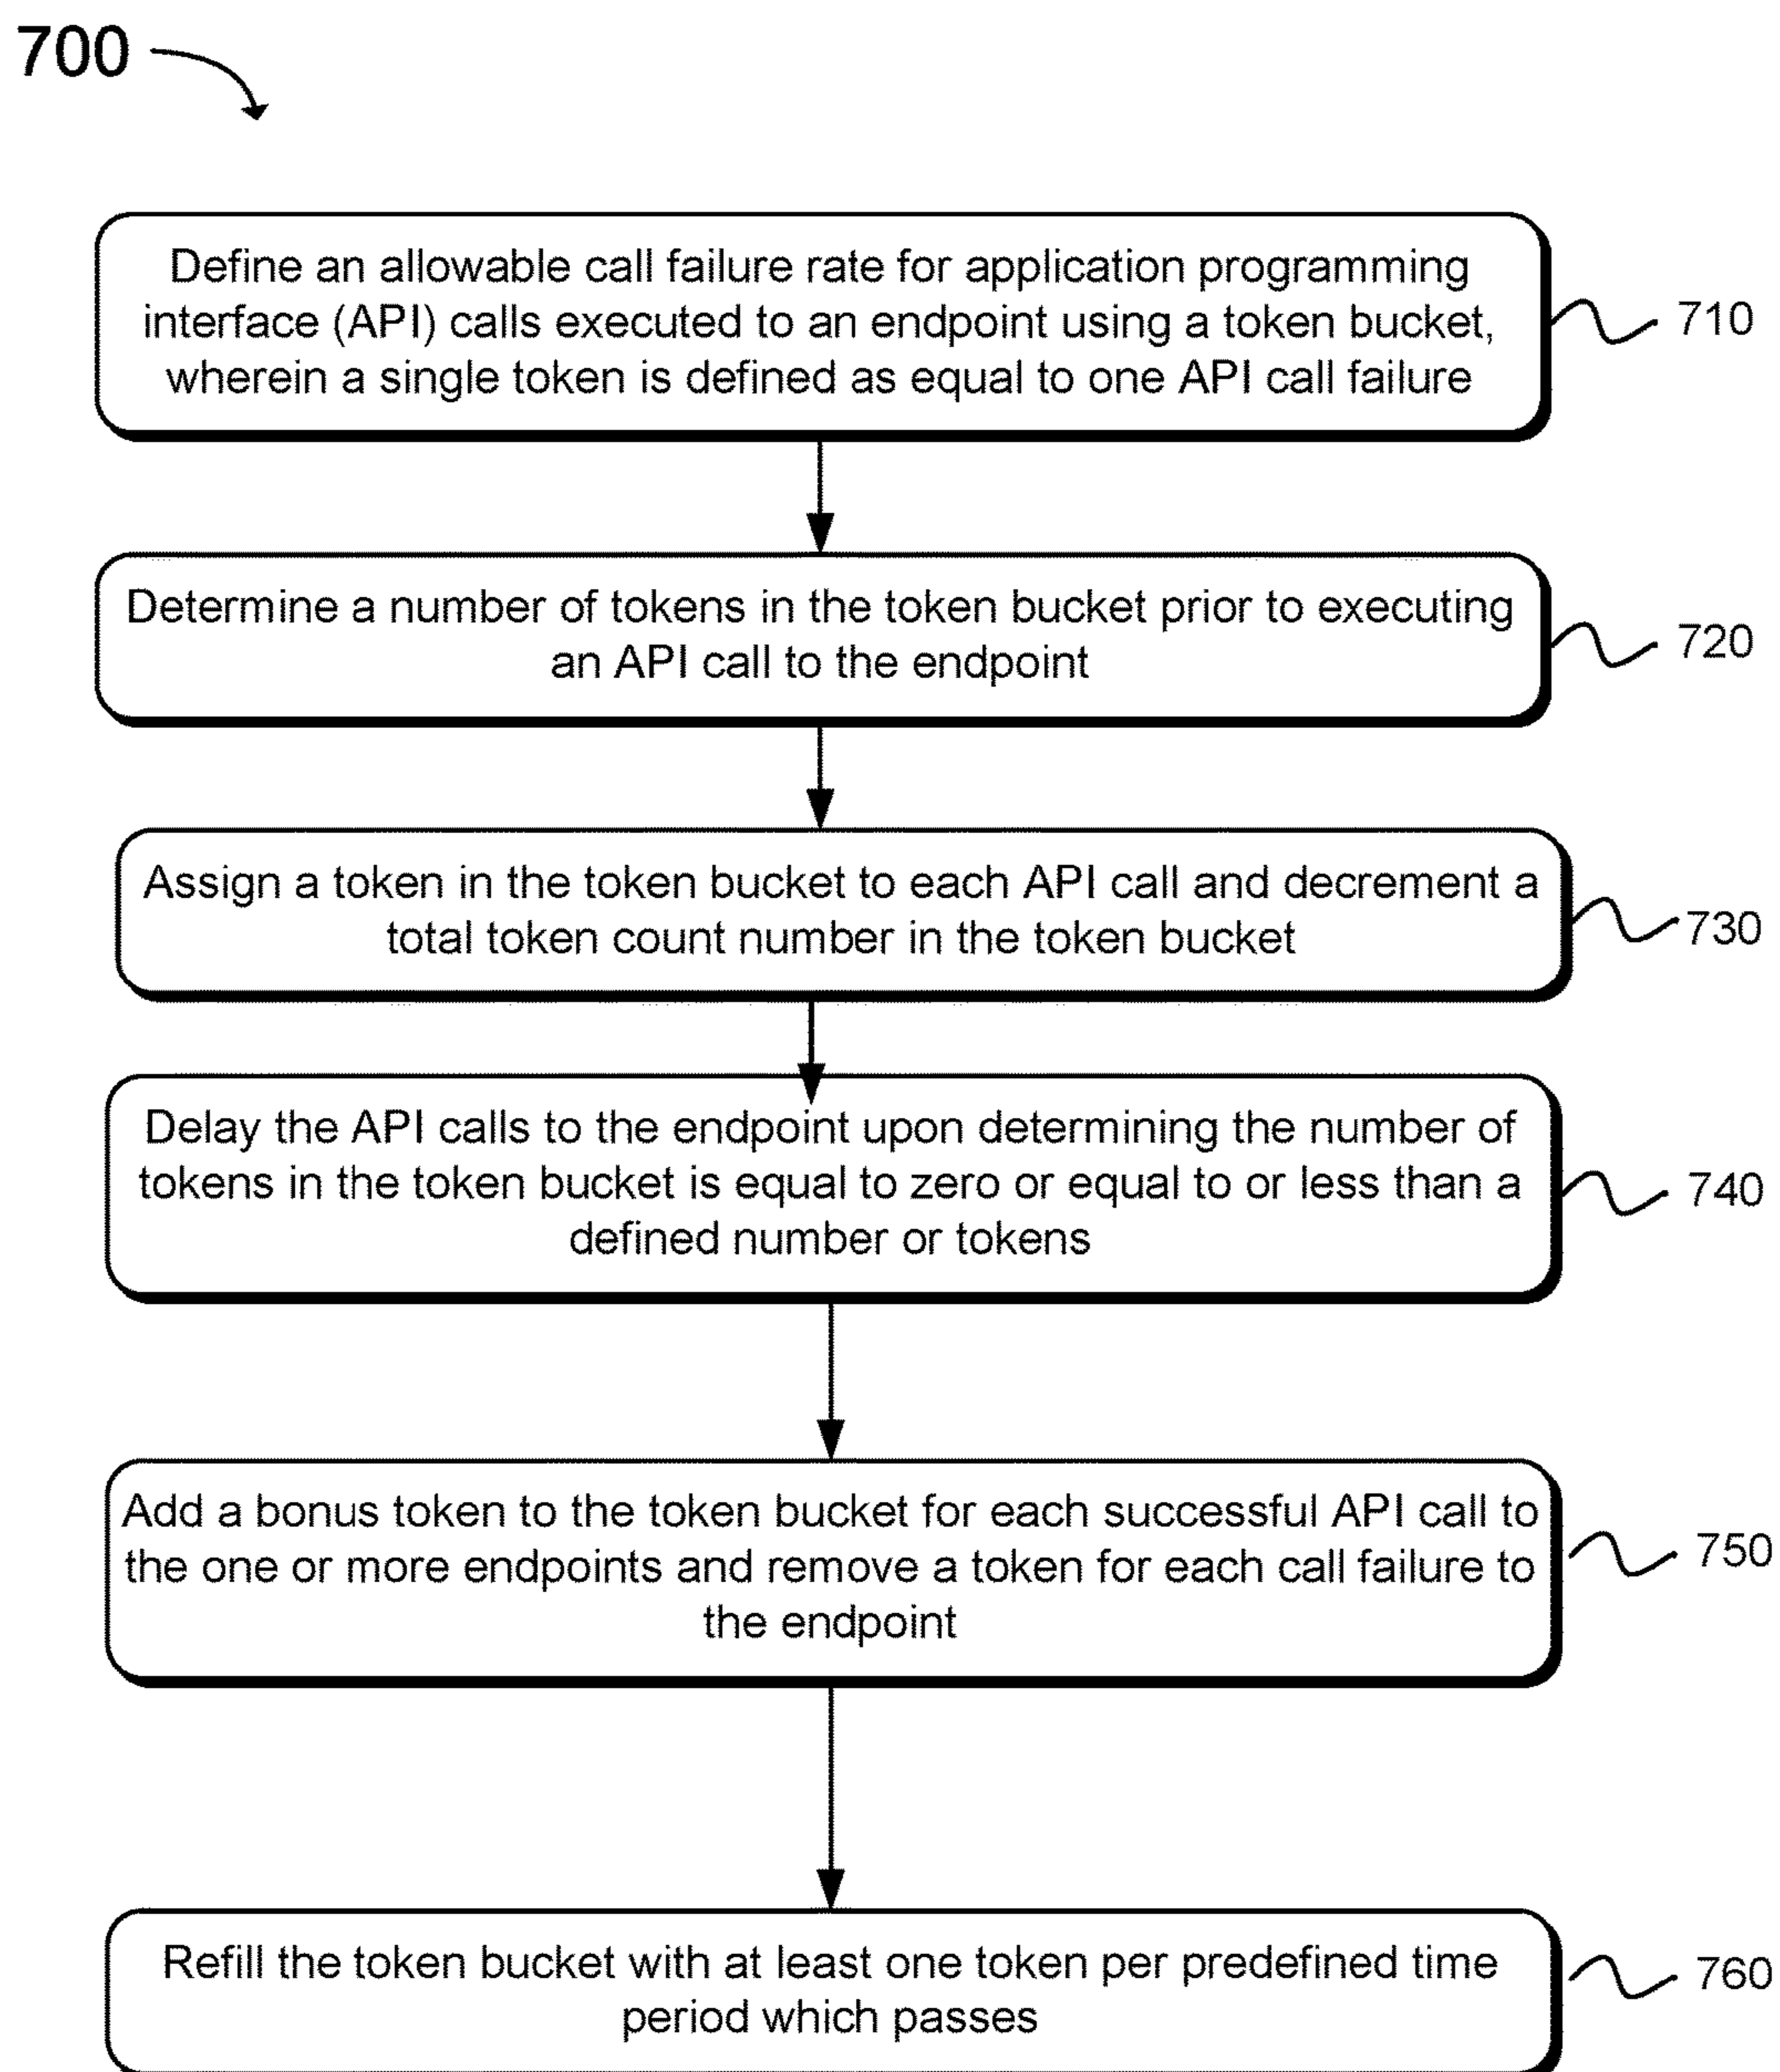 700
Define an allowable call failure rate for application programming
interface (API) calls executed to an endpoint using a token bucket,
wherein a single token is defined as equal to one API call failure
710
Determine a number of tokens in the token bucket prior to executing
an API call to the endpoint
720
Assign a token in the token bucket to each API call and decrement a
total token count number in the token bucket
730
Delay the API calls to the endpoint upon determining the number of
tokens in the token bucket is equal to zero or equal to or less than a
defined number or tokens
740
Add a bonus token to the token bucket for each successful API call to
the one or more endpoints and remove a token for each call failure to
the endpoint
750
Refill the token bucket with at least one token per predefined time
period which passes
760